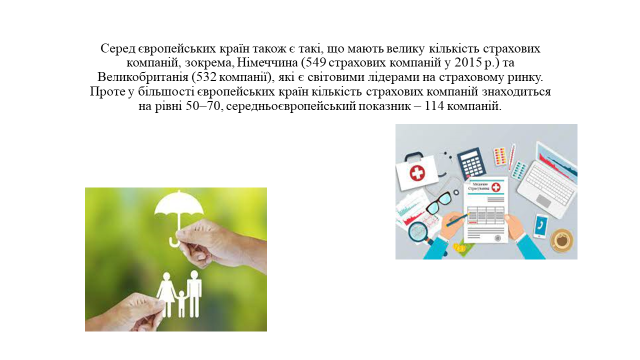 Серед європейських країн також є такі, що мають велику кількість страхових
компаній, зокрема, Німеччина (549 страхових компаній у 2015 р.) та
Великобританія (532 компанії), які є світовими лідерами на страховому ринку.
Проте у більшості європейських країн кількість страхових компаній знаходиться
на рівні 50–70, середньоєвропейський показник – 114 компаній.
Медичне
Страхування